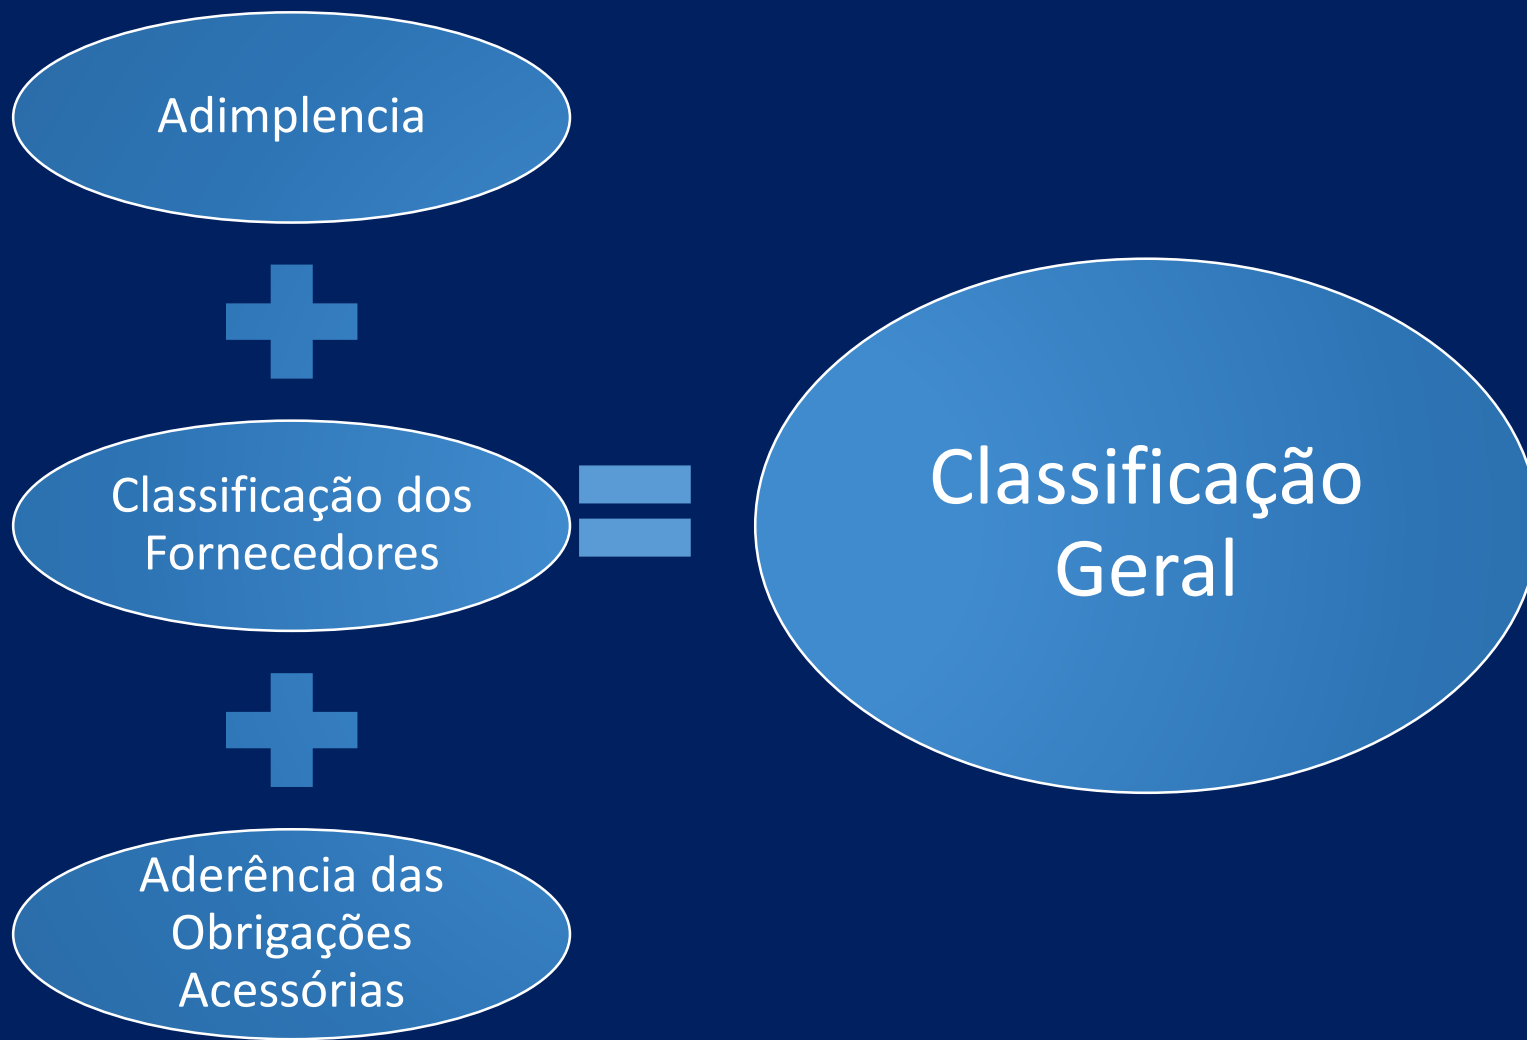 Adimplencia
Classificação dos
Fornecedores
Aderência das
Obrigações
Acessórias
Classificação
Geral